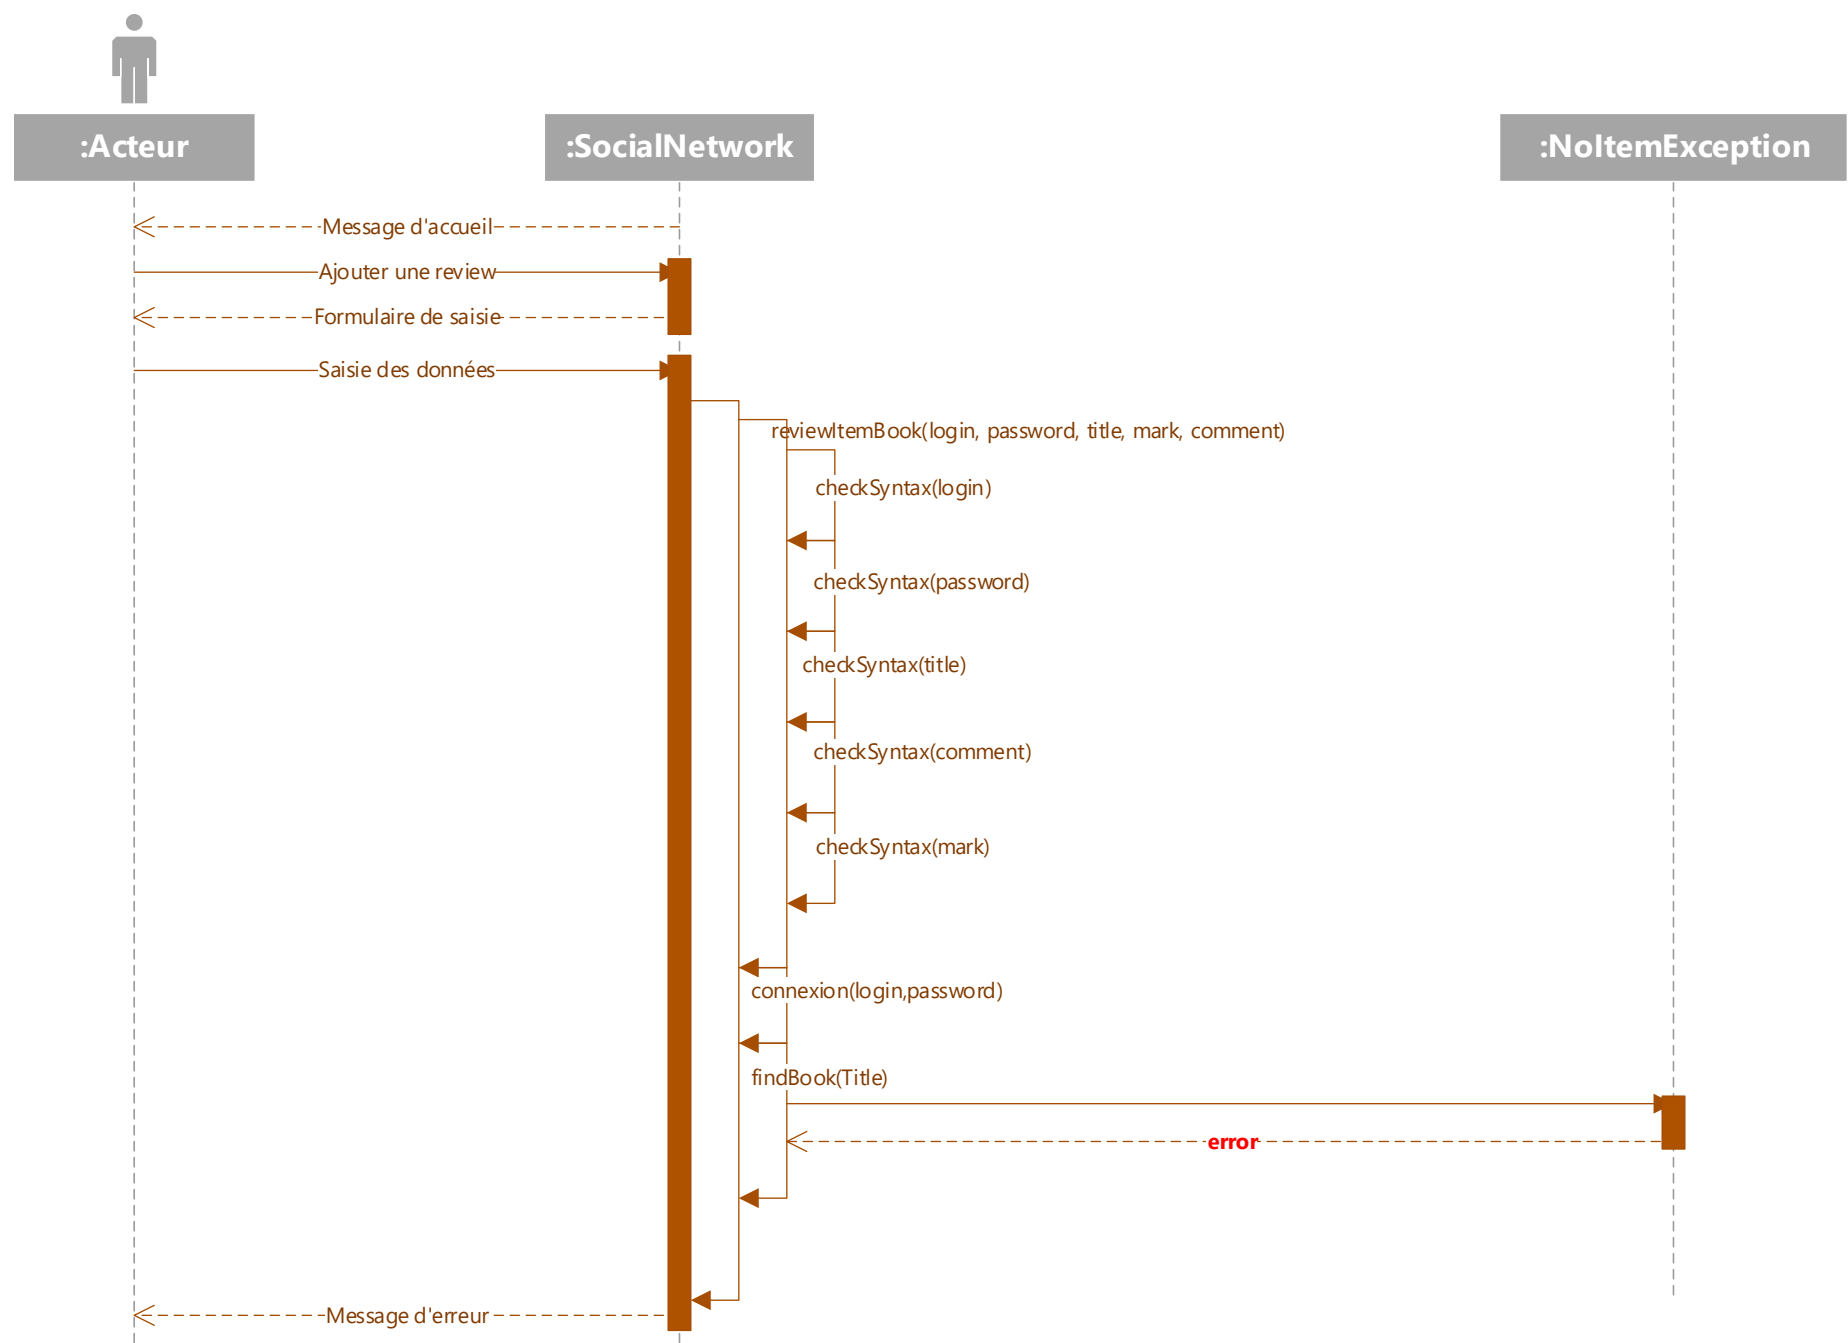 :Acteur
:SocialNetwork
:NoItemException
Message d'accueil
Ajouter une review
Formulaire de saisie
Saisie des données
reviewItemBook(login, password, title, mark, comment)
checkSyntax(login)
checkSyntax(password)
checkSyntax(title)
checkSyntax(comment)
checkSyntax(mark)
connexion(login,password)
findBook(Title)
error
Message d'erreur